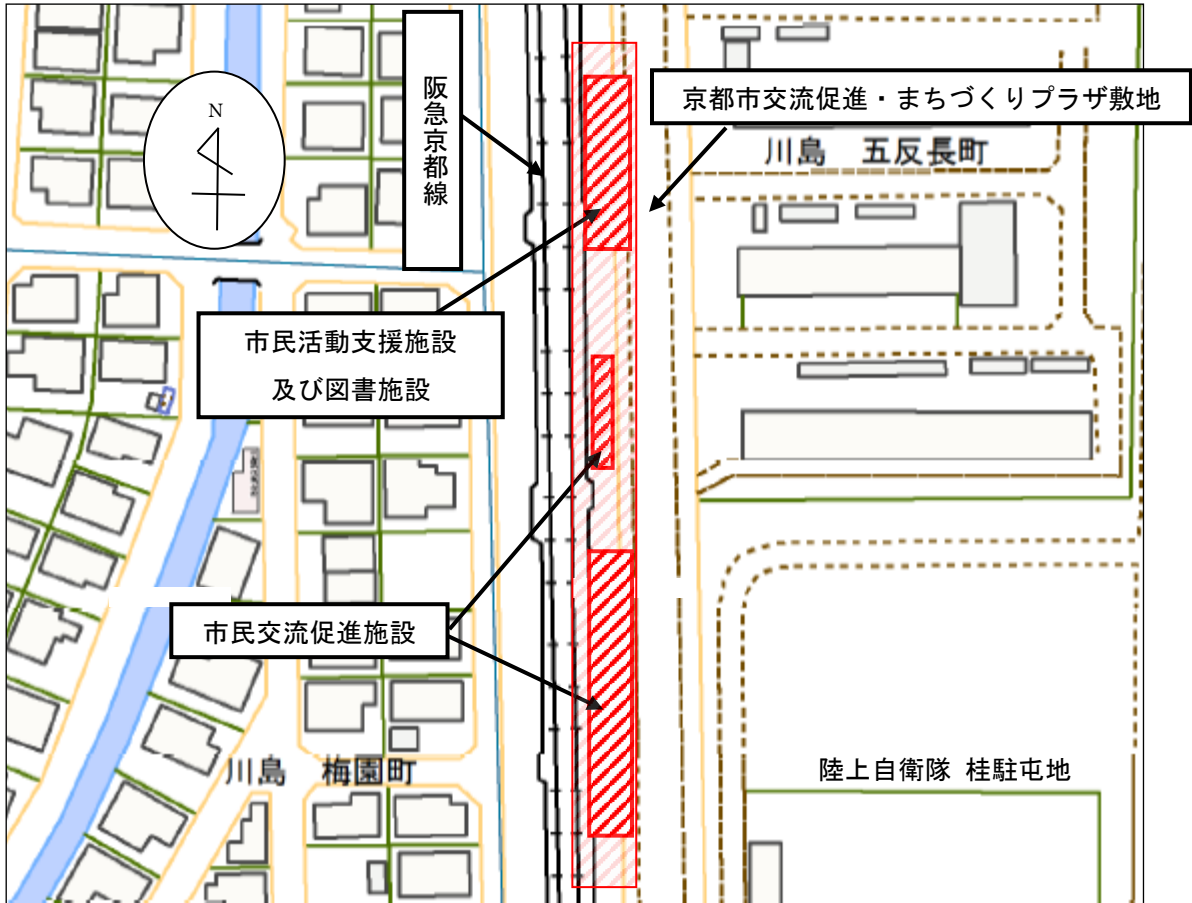 N
阪急京都線
京都市交流促進・まちづくりプラザ敷地
川島 五反長町
市民活動支援施設
及び図書施設
市民交流促進施設
川島 梅園町
陸上自衛隊 桂駐屯地